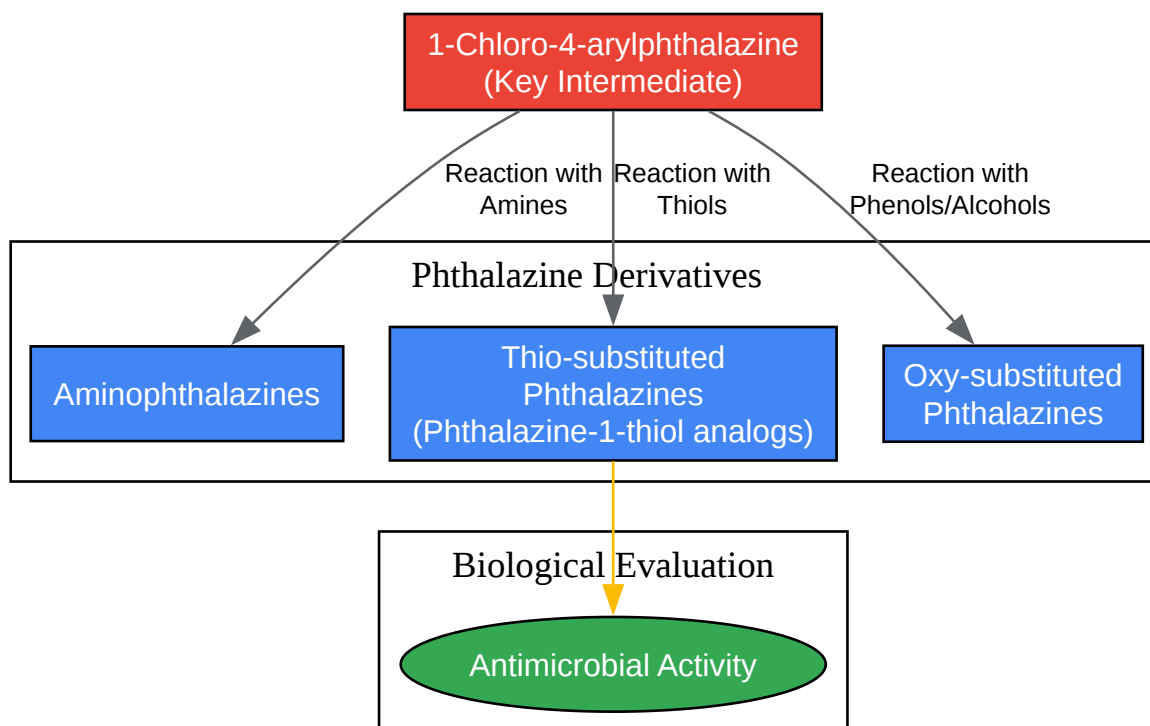 1-Chloro-4-arylphthalazine
(Key Intermediate)
Reaction with
Amines
Reaction with
Thiols
Reaction with
Phenols/Alcohols
Phthalazine Derivatives
Aminophthalazines
Thio-substituted
Phthalazines
(Phthalazine-1-thiol analogs)
Oxy-substituted
Phthalazines
Biological Evaluation
Antimicrobial Activity